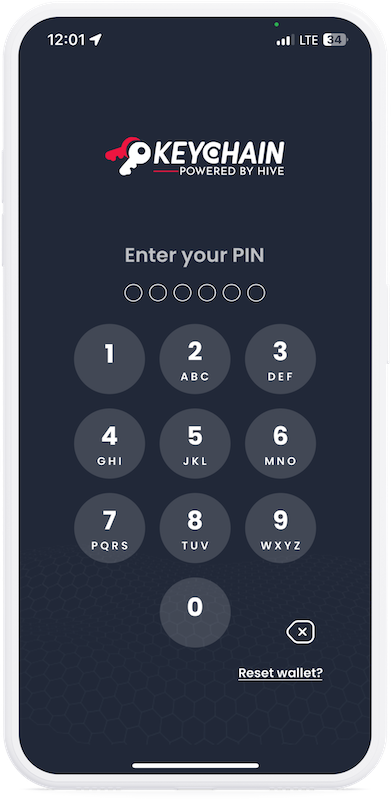 12:01 LTE 34
KEYCHAIN
POWERED BY HIVE
Enter your PIN
1 2 3
ABC DEF
4 5 6
GHI JKL MNO
7 8 9
PQRS TUV WXYZ
0
Reset wallet?